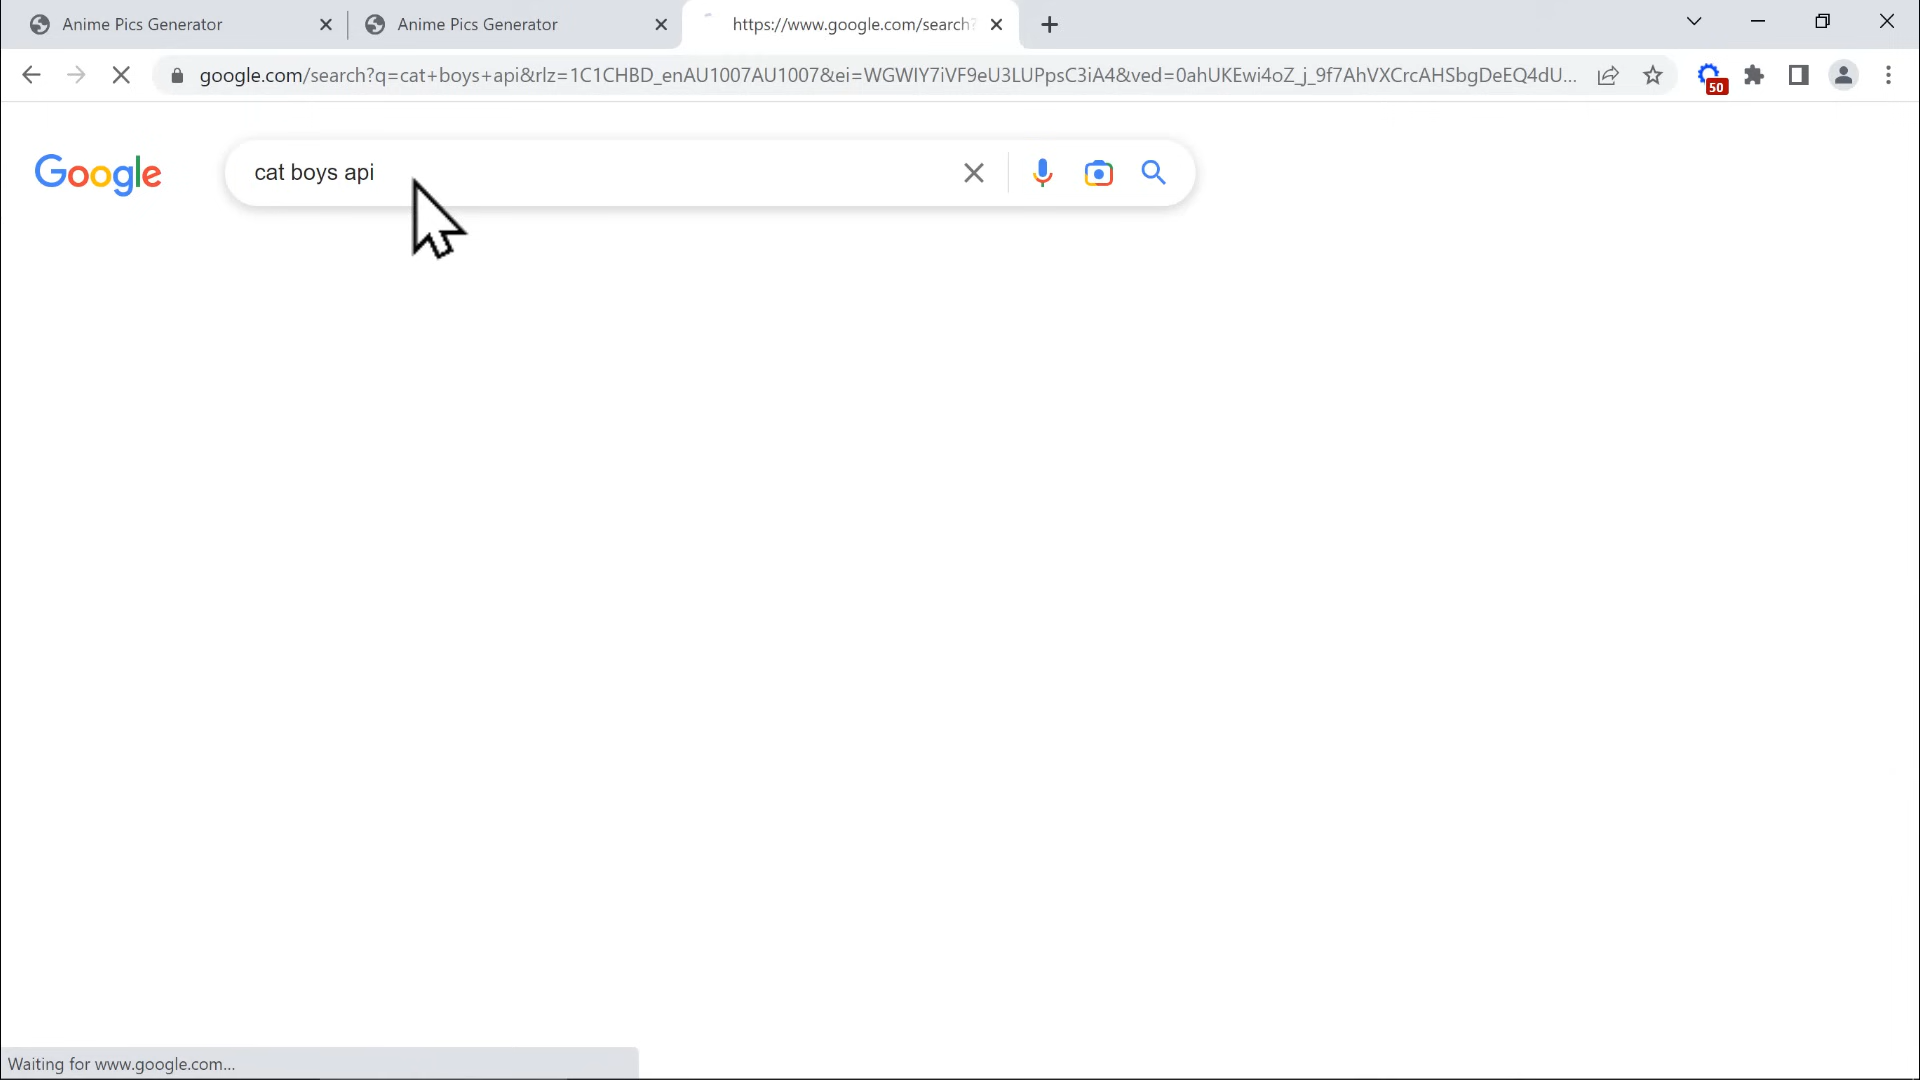 Anime Pics Generator
Anime Pics Generator
https://www.google.com/search?
google.com/search?q=cat+boys+api&rlz=1C1CHBD_enAU1007AU1007&ei=WGWIY7iVF9eU3LUPpsC3iA4&ved=0ahUKEwi4oZ_j_9f7AhVXCrcAHSbgDeEQ4dU...
50
Google
cat boys api
Waiting for www.google.com...